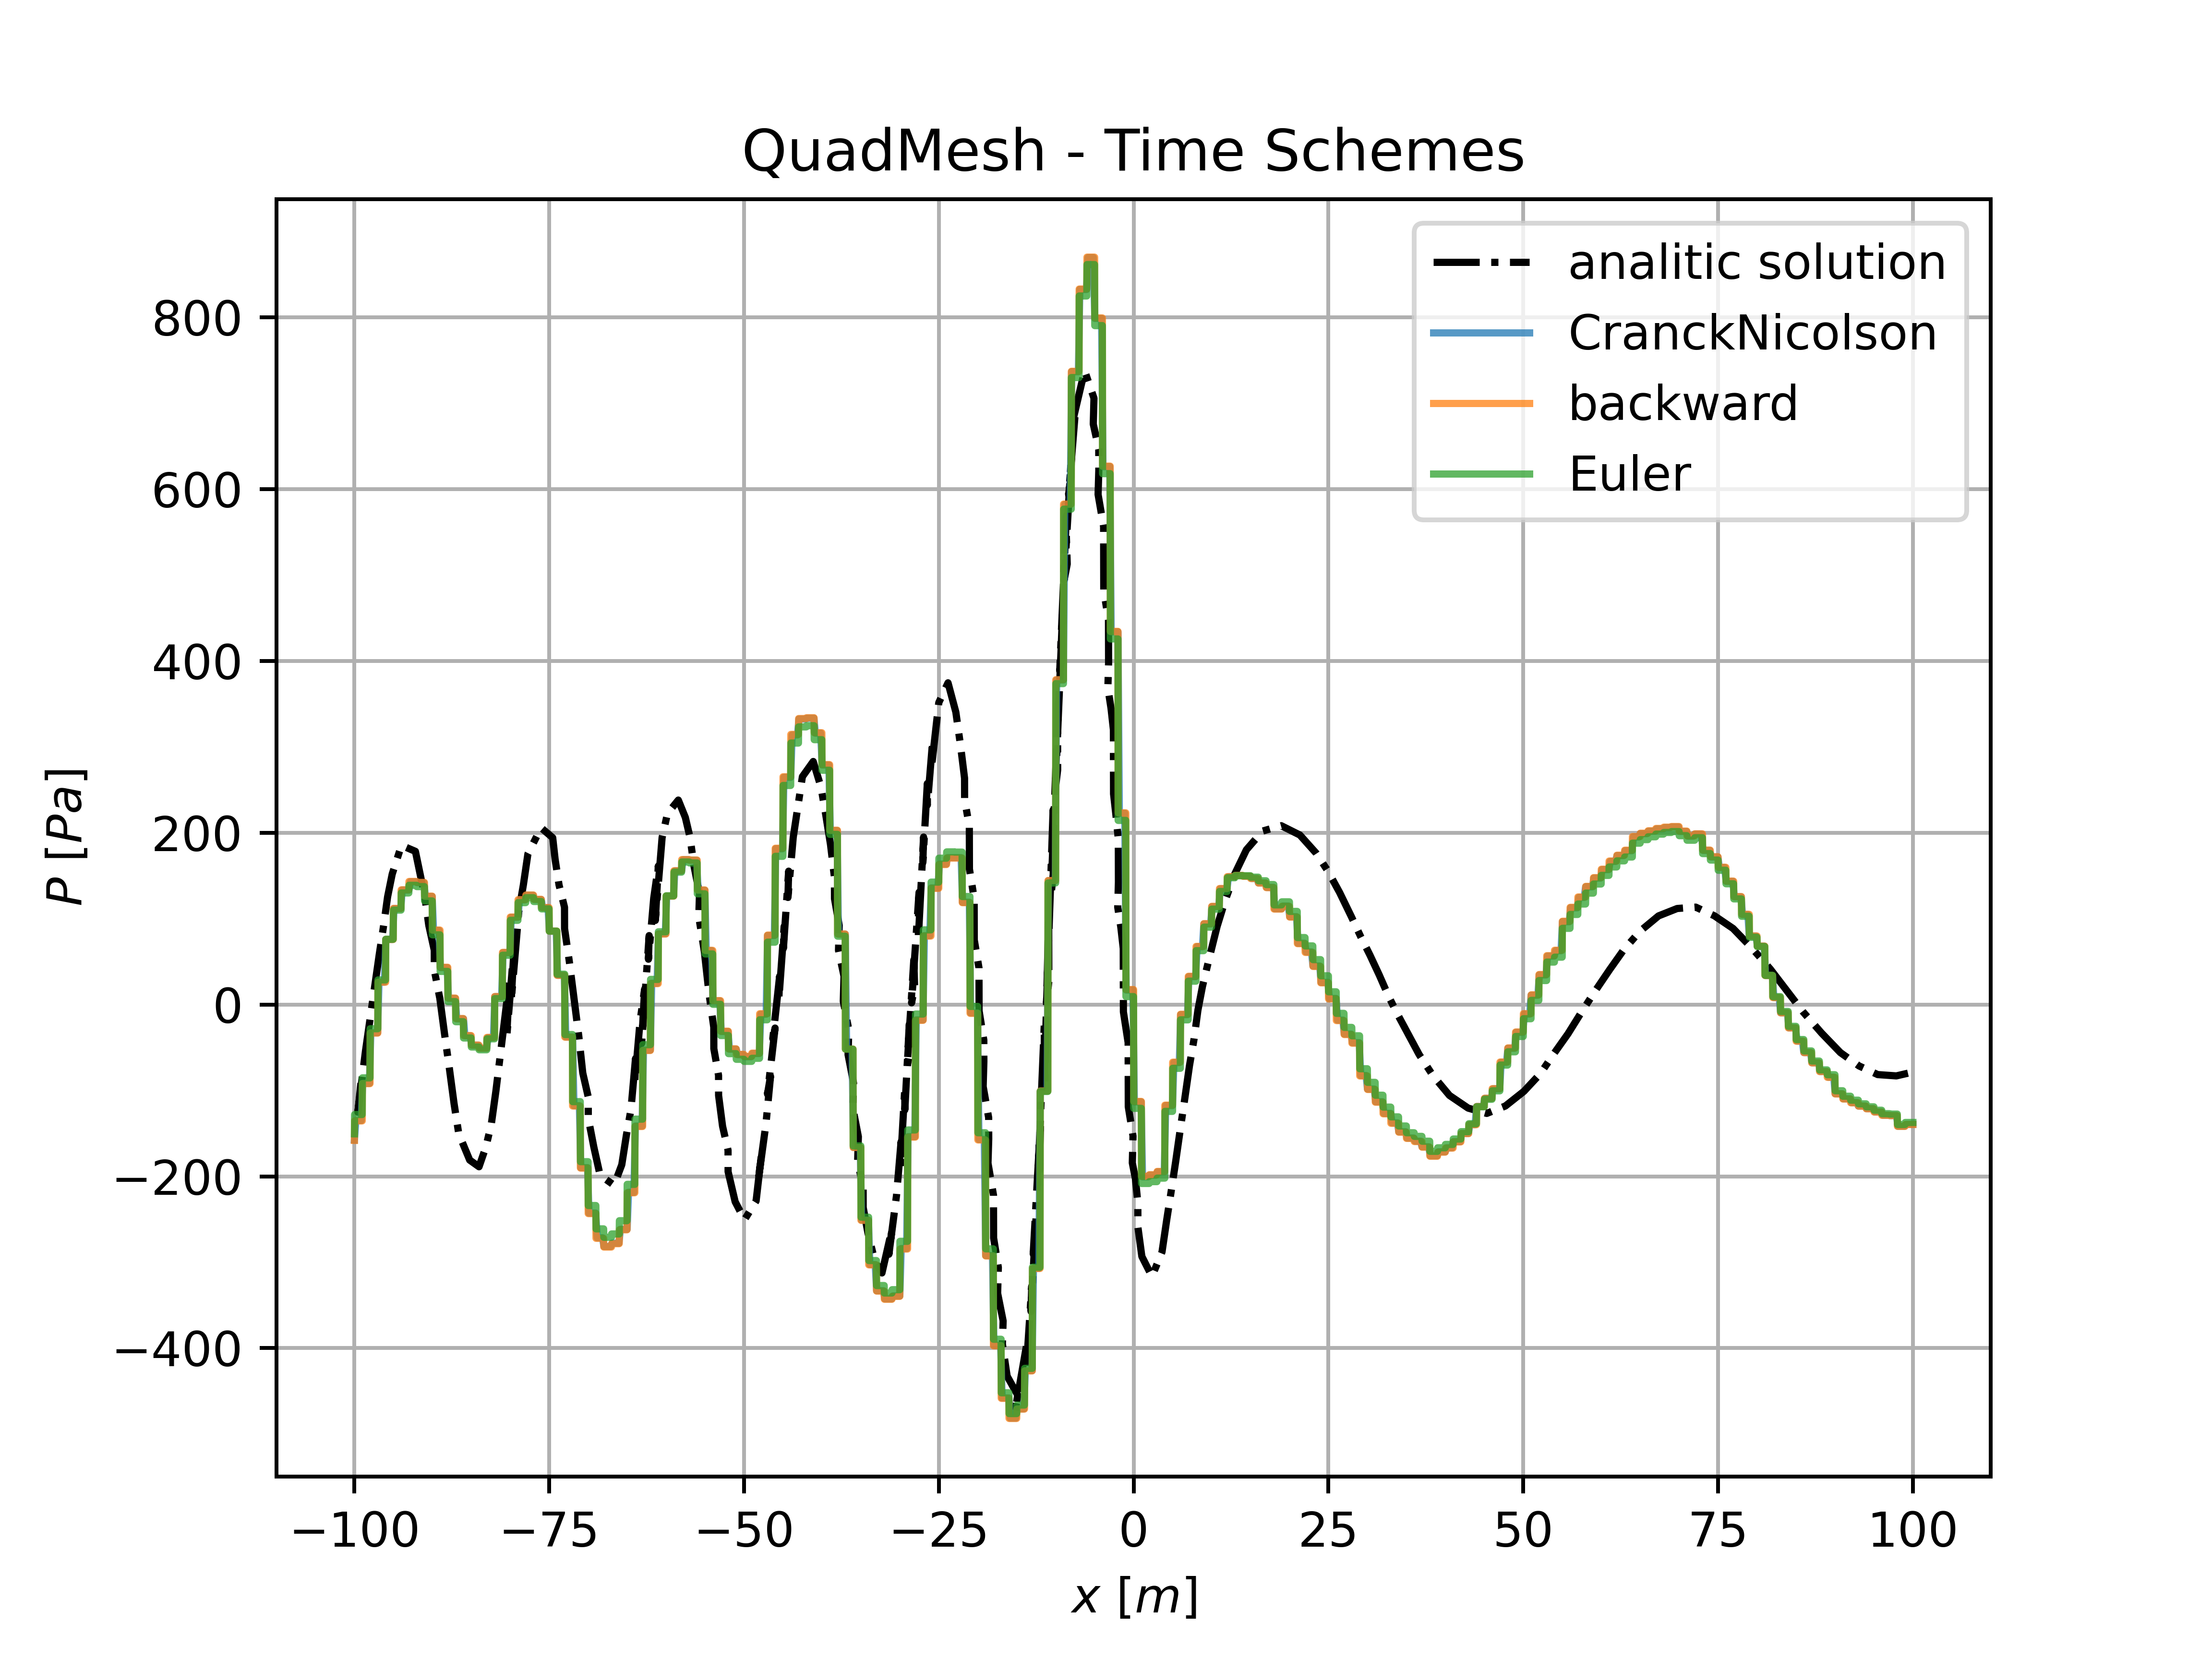 QuadMesh - Time Schemes
analitic solution
CranckNicolson
backward
Euler
P [Pa]
800
600
400
200
0
−200
−400
−100 −75 −50 −25 0 25 50 75 100
x [m]